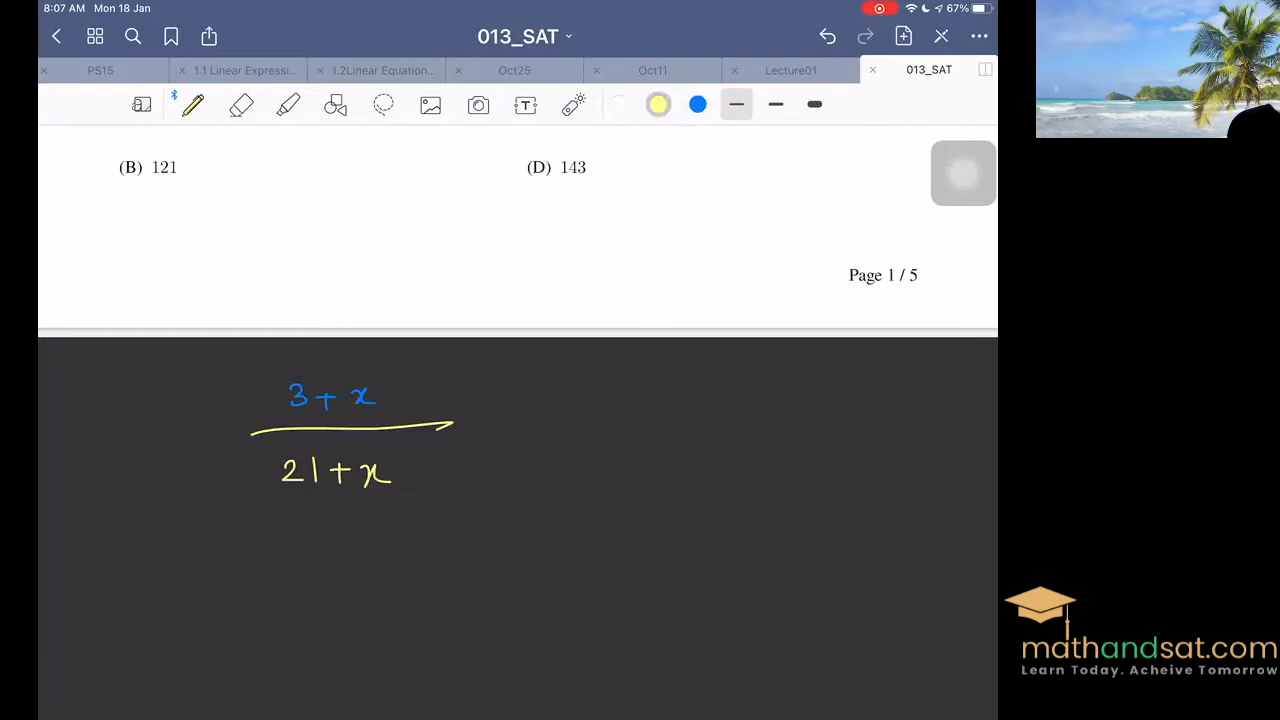 8:07 AM Mon 18 Jan
67%
013_SAT
PS15
1.1 Linear Expressi...
1.2Linear Equation...
Oct25
Oct11
Lecture01
013_SAT
T
(B) 121
(D) 143
Page 1 / 5
3 + x
21 + x
mathandsat.com
Learn Today. Acheive Tomorrow